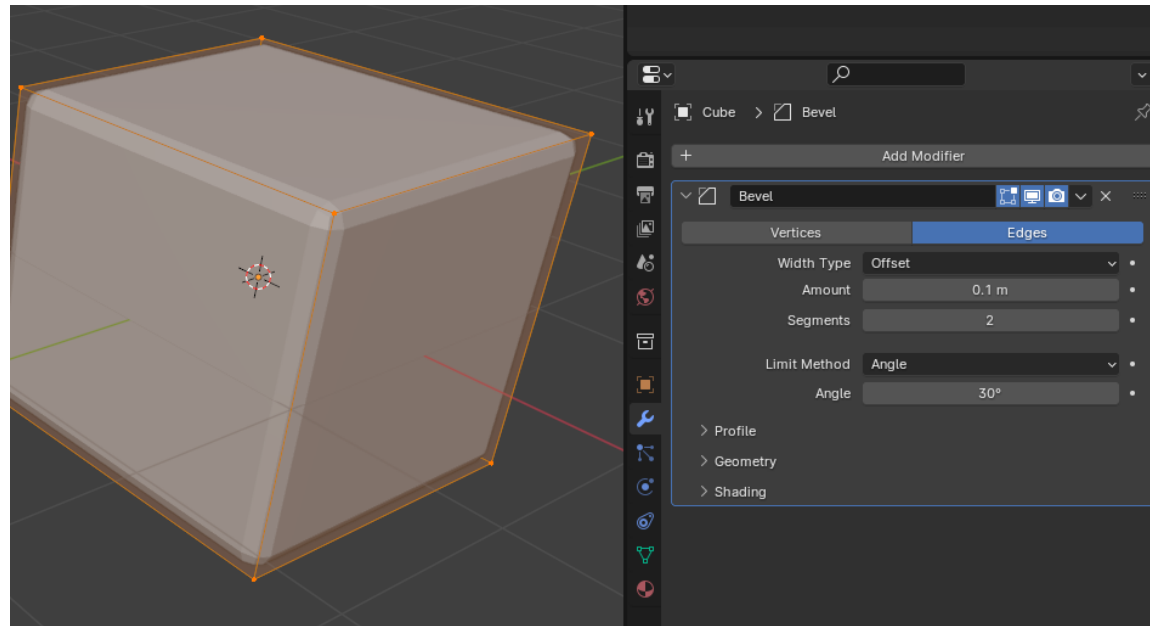 Cube > Bevel
+ Add Modifier
Bevel
Vertices Edges
Width Type Offset
Amount 0.1 m
Segments 2
Limit Method Angle
Angle 30°
> Profile
> Geometry
> Shading